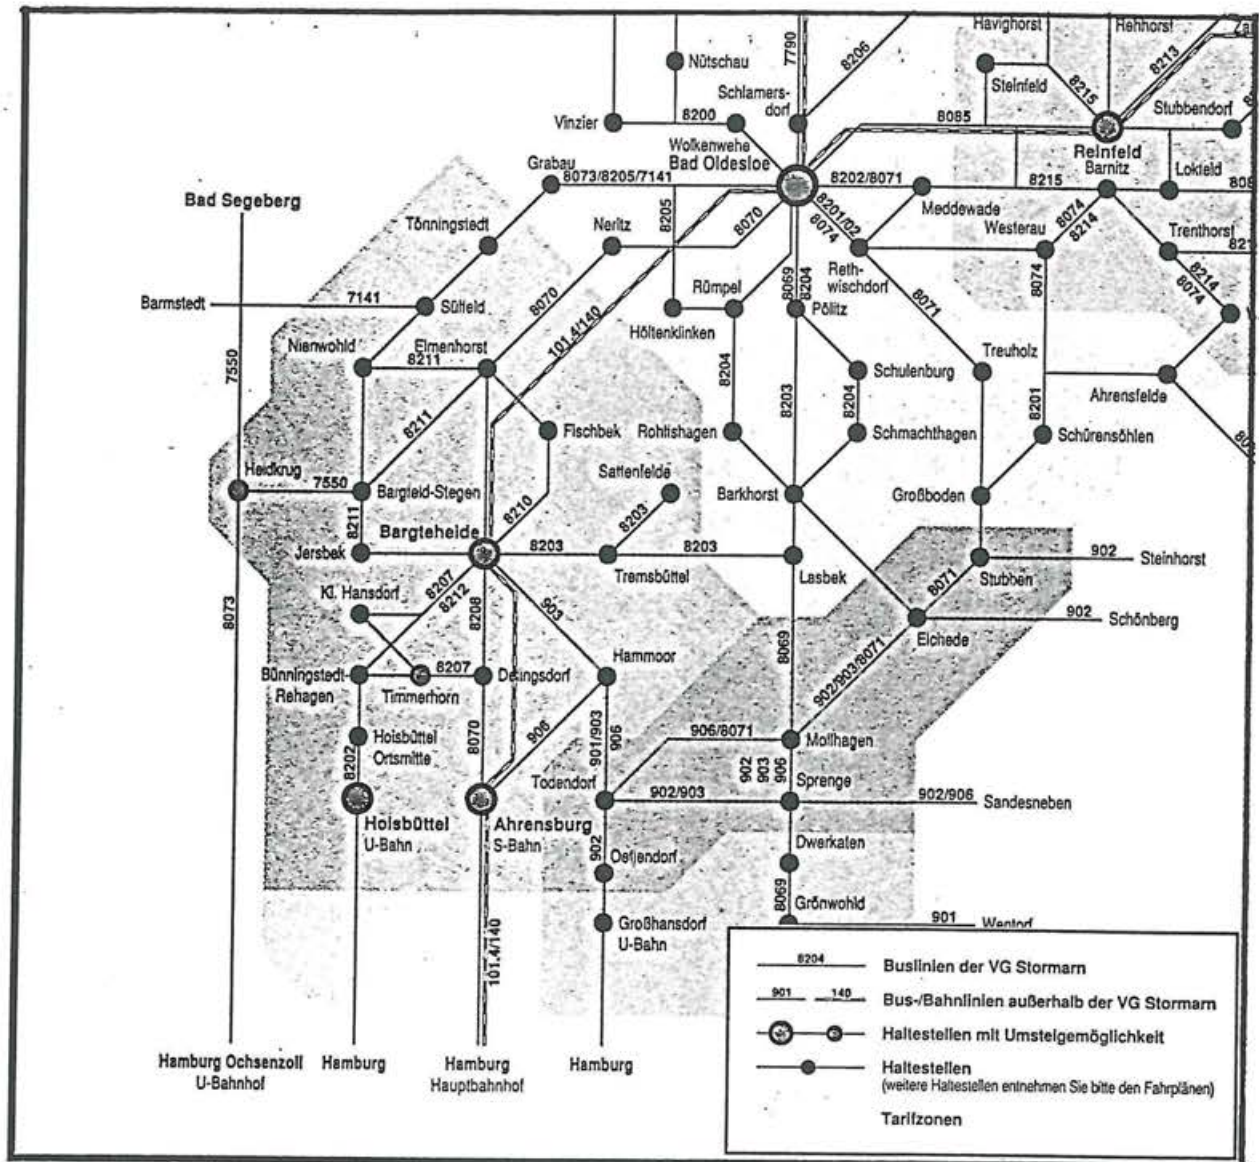 Havighorst
Rehhorst
7790
8206
8213
Nütschau
Steinfeld
8215
Schlamers-
dorf
Stubbendorf
Vinzier
8200
8085
Wolkenwehe
Bad Oldesloe
Reinfeld
Barnitz
Lokfeld
Grabau
8073/8205/7141
8202/8071
8215
Bad Segeberg
Meddewade
8205
8201/02
8074
8070
8074
8214
Tönningstedt
Neritz
Westerau
Trenthorst
Reth-
wischdorf
8069
8204
8074
8214
8074
Barmstedt
7141
Sülfeld
8070
Rümpel
Pölitz
8071
Höltenklinken
101.4/140
Nienwohld
Elmenhorst
8211
7550
Treuholz
8204
Schulenburg
8203
8204
Ahrensfelde
8211
8201
Fischbek
Rohlfshagen
Schmachthagen
Schürensöhlen
Heidkrug
7550
Sattenfelde
Bargfeld-Stegen
Barkhorst
Großboden
8211
8210
8203
Bargteheide
Jersbek
8203
8203
902
Steinhorst
Tremsbüttel
Lasbek
Stubben
8071
Kl. Hansdorf
8207
8212
8208
903
8073
902
Schönberg
Eichede
8069
902/903/8071
Hammoor
Bünningstedt-
Rehagen
8207
Timmerhorn
Delingsdorf
8070
906
901/903
906
906/8071
Mollhagen
Hoisbüttel
Ortsmitte
8202
902
903
906
Todendorf
902/903
Sprenge
902/906
Sandesneben
Hoisbüttel
U-Bahn
Ahrensburg
S-Bahn
902
Dwerkaten
Oetjendorf
8069
Grönwohld
Großhansdorf
U-Bahn
901
Wentorf
101.4/140
8204
Buslinien der VG Stormarn
901
140
Bus-/Bahnlinien außerhalb der VG Stormarn
Haltestellen mit Umsteigemöglichkeit
Haltestellen
(weitere Haltestellen entnehmen Sie bitte den Fahrplänen)
Tarifzonen
Hamburg Ochsenzoll
U-Bahnhof
Hamburg
Hamburg
Hauptbahnhof
Hamburg